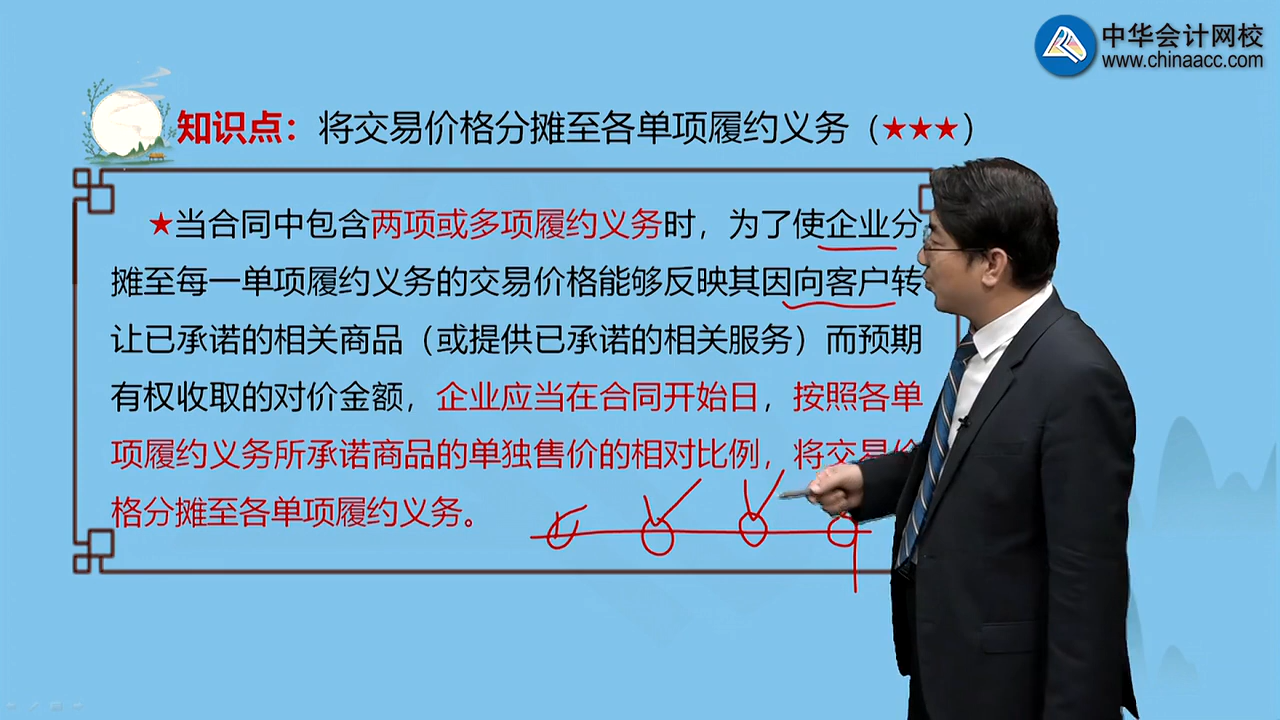 中华会计网校
www.chinaacc.com
知识点：将交易价格分摊至各单项履约义务（★★★）
★当合同中包含两项或多项履约义务时，为了使企业分
摊至每一单项履约义务的交易价格能够反映其因向客户转
让已承诺的相关商品（或提供已承诺的相关服务）而预期
有权收取的对价金额，企业应当在合同开始日，按照各单
项履约义务所承诺商品的单独售价的相对比例，将交易价
格分摊至各单项履约义务。